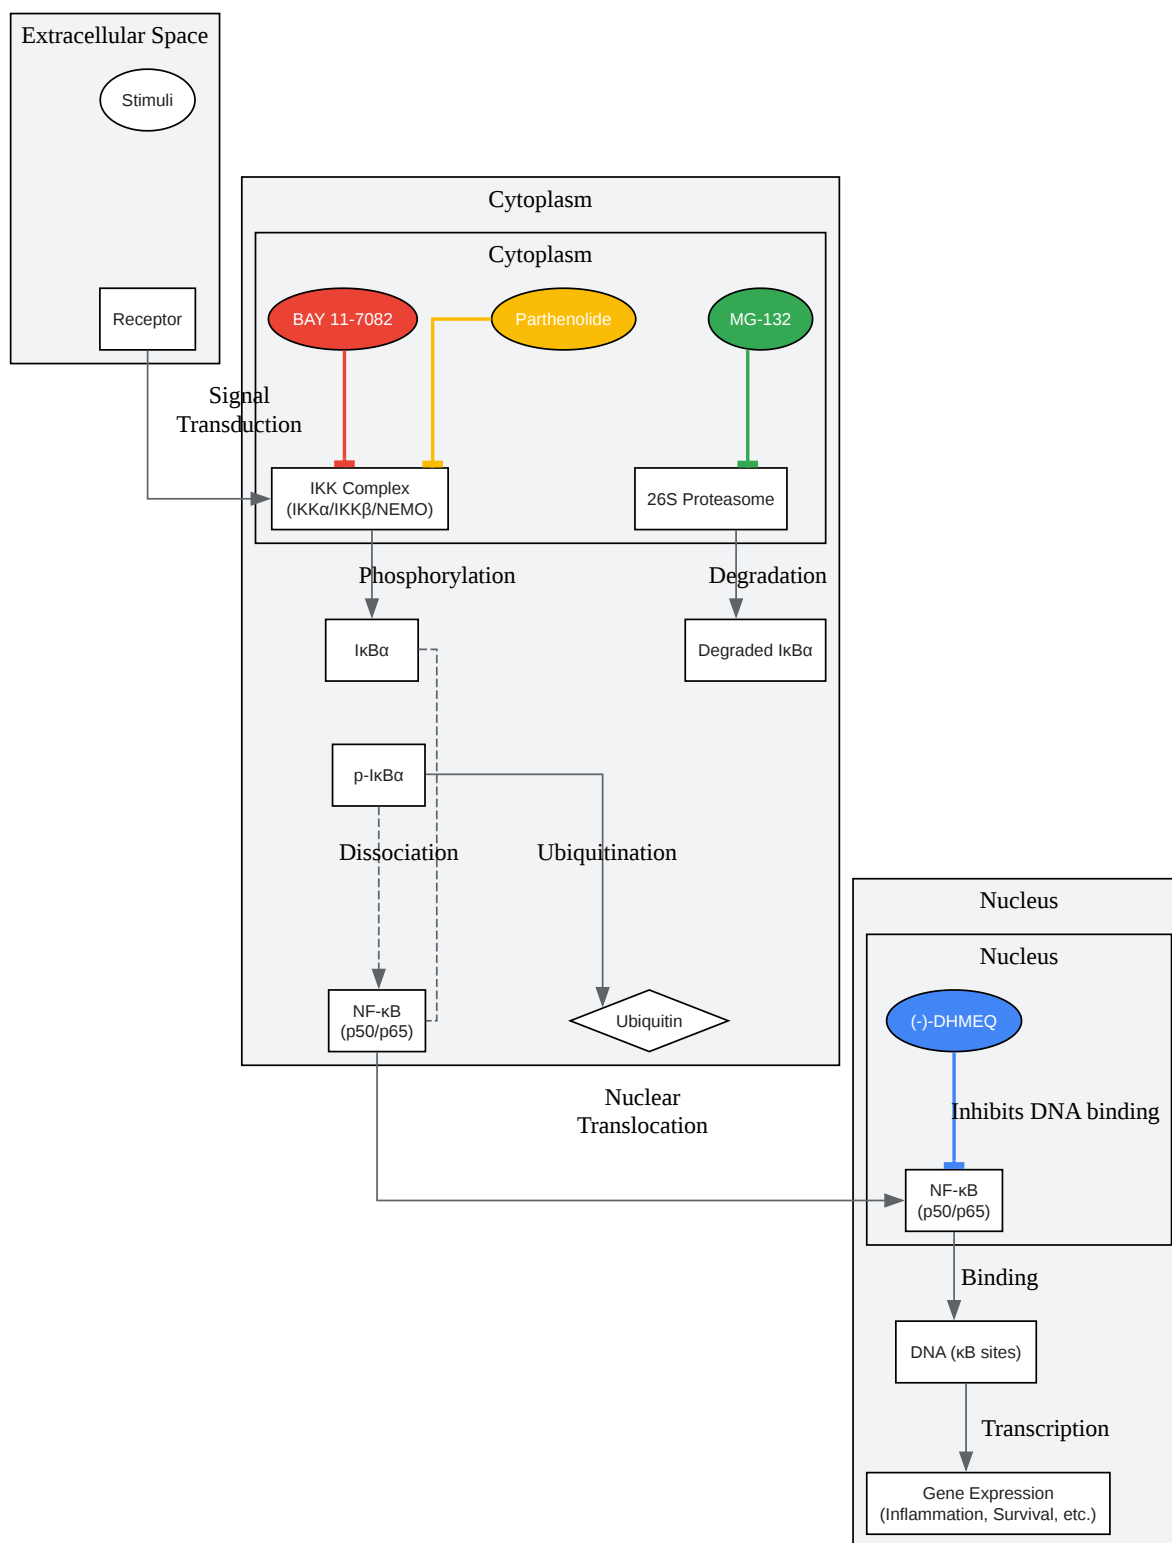 Extracellular Space
Stimuli
Receptor
Signal
Transduction
Cytoplasm
Cytoplasm
BAY 11-7082
Parthenolide
MG-132
IKK Complex
(IKKα/IKKβ/NEMO)
26S Proteasome
Phosphorylation
Degradation
IκBα
Degraded IκBα
p-IκBα
Dissociation
Ubiquitination
NF-κB
(p50/p65)
Ubiquitin
Nuclear
Translocation
Nucleus
Nucleus
(-)-DHMEQ
Inhibits DNA binding
NF-κB
(p50/p65)
Binding
DNA (κB sites)
Transcription
Gene Expression
(Inflammation, Survival, etc.)